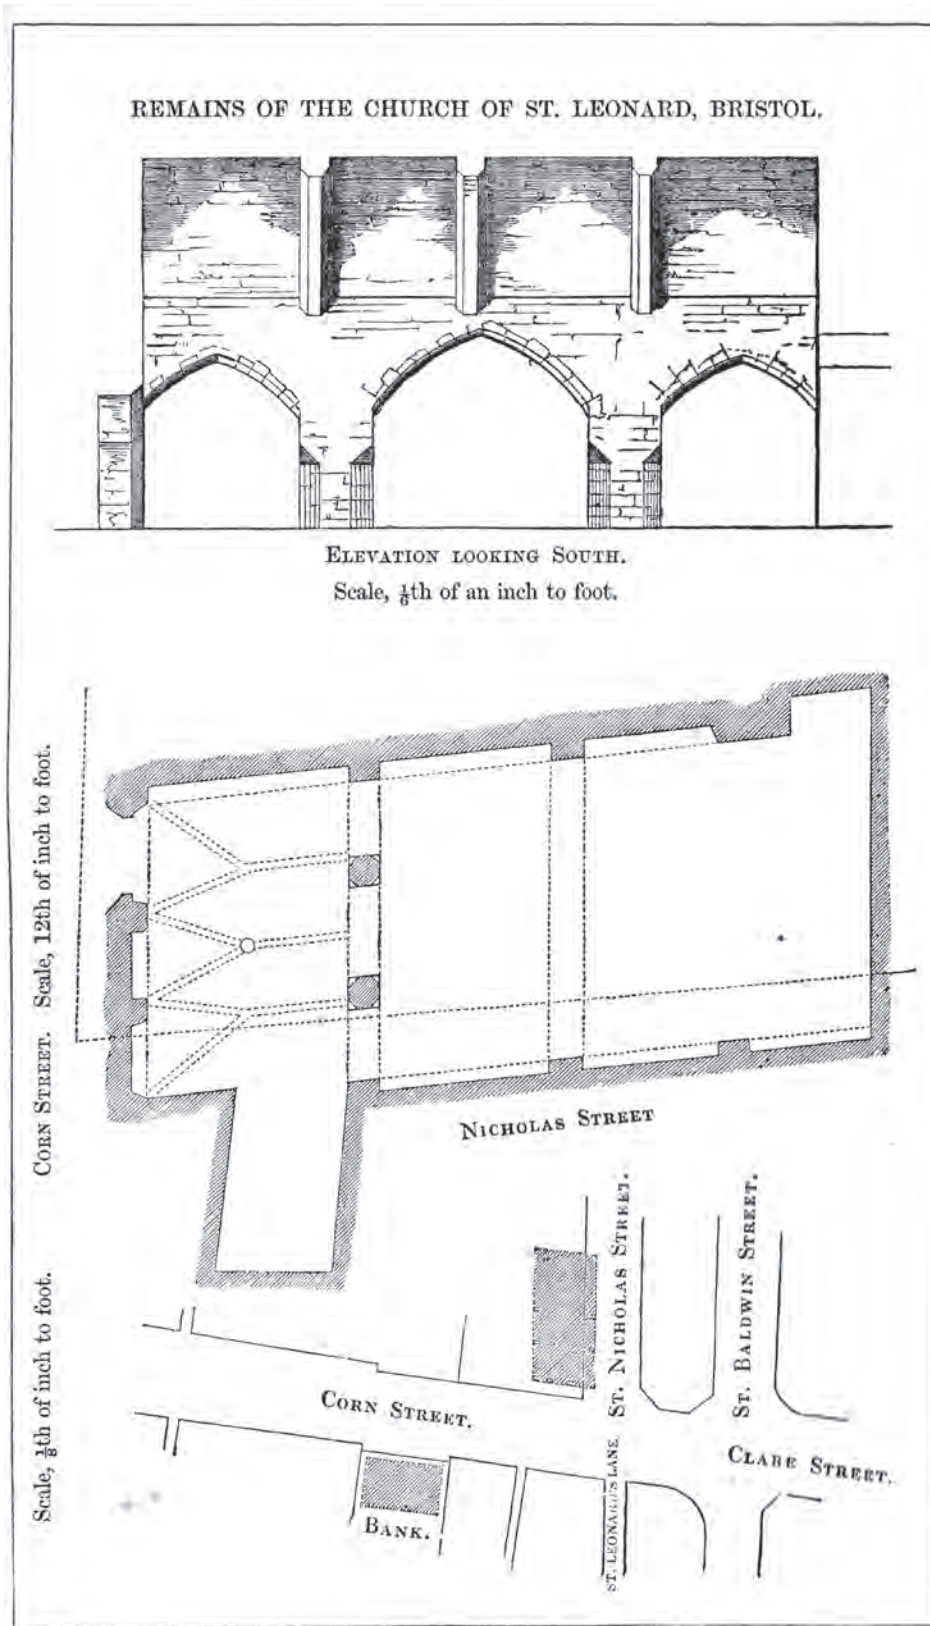 REMAINS OF THE CHURCH OF ST. LEONARD, BRISTOL.
ELEVATION LOOKING SOUTH.
Scale, ⅙th of an inch to foot.
CORN STREET. Scale, 12th of inch to foot.
NICHOLAS STREET
Scale, ⅛th of inch to foot.
CORN STREET.
BANK.
ST. NICHOLAS STREET.
ST. BALDWIN STREET.
ST. LEONARD'S LANE.
CLARE STREET.